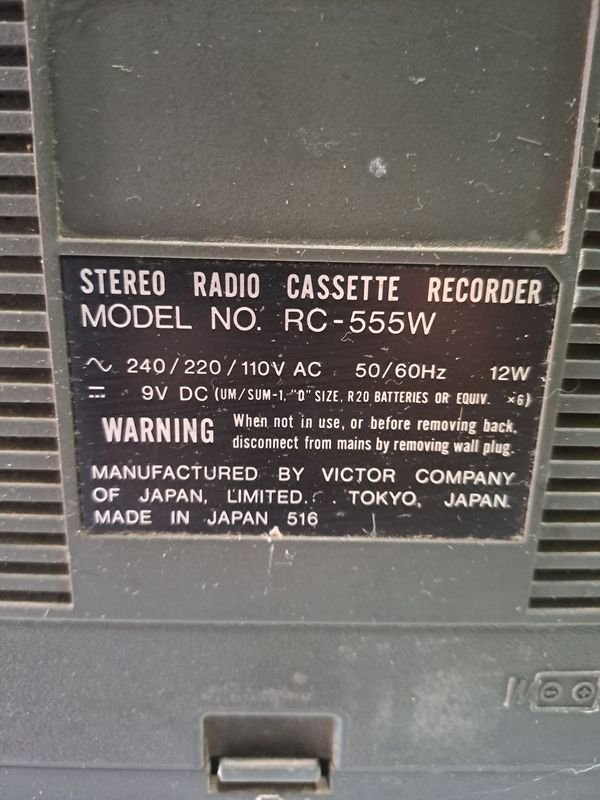 STEREO RADIO CASSETTE RECORDER
MODEL NO. RC-555W
~ 240/220/110V AC 50/60Hz 12W
⎓ 9V DC (UM/SUM-1, "D" SIZE, R20 BATTERIES OR EQUIV. ×6)
WARNING When not in use, or before removing back, disconnect from mains by removing wall plug.
MANUFACTURED BY VICTOR COMPANY
OF JAPAN, LIMITED. TOKYO, JAPAN.
MADE IN JAPAN 516